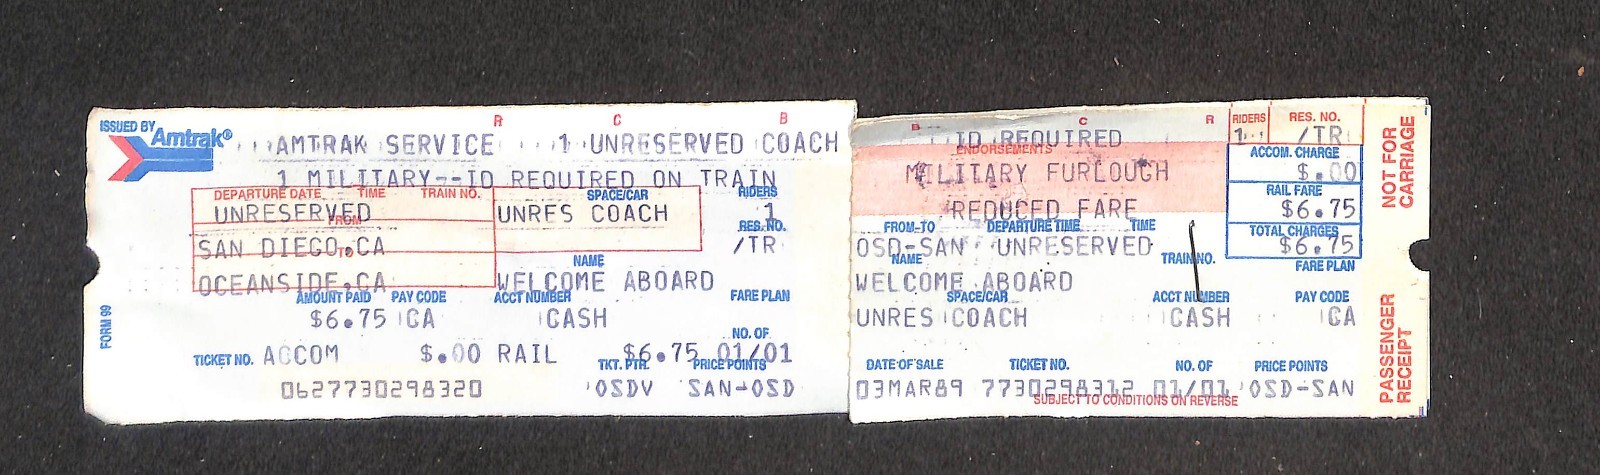 ISSUED BY Amtrak®
R C B
AMTRAK SERVICE 1 UNRESERVED COACH
1 MILITARY--ID REQUIRED ON TRAIN
DEPARTURE DATE TIME TRAIN NO. SPACE/CAR RIDERS
UNRESERVED UNRES COACH 1
FROM RES. NO.
SAN DIEGO,CA /TR
TO NAME
OCEANSIDE,CA WELCOME ABOARD
AMOUNT PAID PAY CODE ACCT NUMBER FARE PLAN
$6.75 CA CASH
NO. OF
TICKET NO. ACCOM $.00 RAIL $6.75 01/01
TKT. PTR. PRICE POINTS
0627730298320 OSDV SAN-OSD
FORM 99
B C R RIDERS RES. NO.
ID REQUIRED 1 /TR
ENDORSEMENTS ACCOM. CHARGE
MILITARY FURLOUGH $.00
RAIL FARE
REDUCED FARE $6.75
FROM-TO DEPARTURE TIME TIME TOTAL CHARGES
OSD-SAN UNRESERVED $6.75
NAME TRAIN NO. FARE PLAN
WELCOME ABOARD
SPACE/CAR ACCT NUMBER PAY CODE
UNRES COACH CASH CA
DATE OF SALE TICKET NO. NO. OF PRICE POINTS
03MAR89 7730298312 01/01 OSD-SAN
SUBJECT TO CONDITIONS ON REVERSE
NOT FOR
CARRIAGE
PASSENGER
RECEIPT